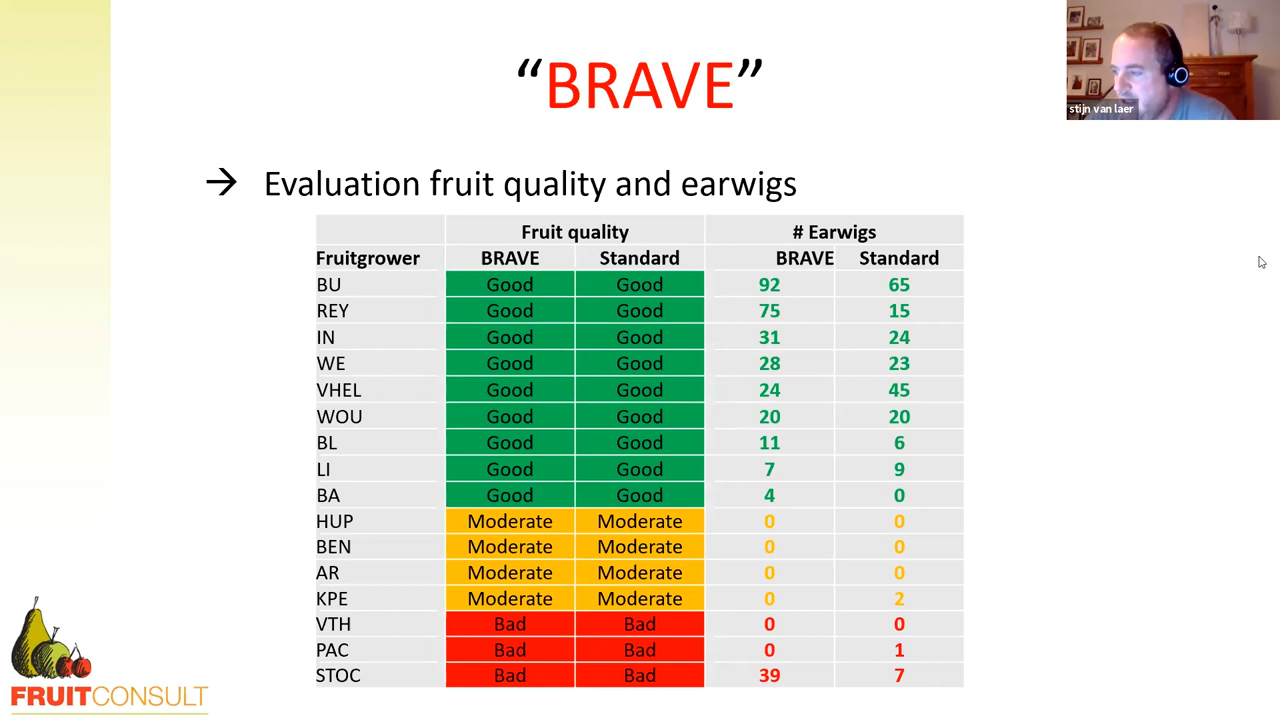 “BRAVE”
stijn van laer
→ Evaluation fruit quality and earwigs
Fruit quality # Earwigs
Fruitgrower BRAVE Standard BRAVE Standard
BU Good Good 92 65
REY Good Good 75 15
IN Good Good 31 24
WE Good Good 28 23
VHEL Good Good 24 45
WOU Good Good 20 20
BL Good Good 11 6
LI Good Good 7 9
BA Good Good 4 0
HUP Moderate Moderate 0 0
BEN Moderate Moderate 0 0
AR Moderate Moderate 0 0
KPE Moderate Moderate 0 2
VTH Bad Bad 0 0
PAC Bad Bad 0 1
STOC Bad Bad 39 7
FRUITCONSULT